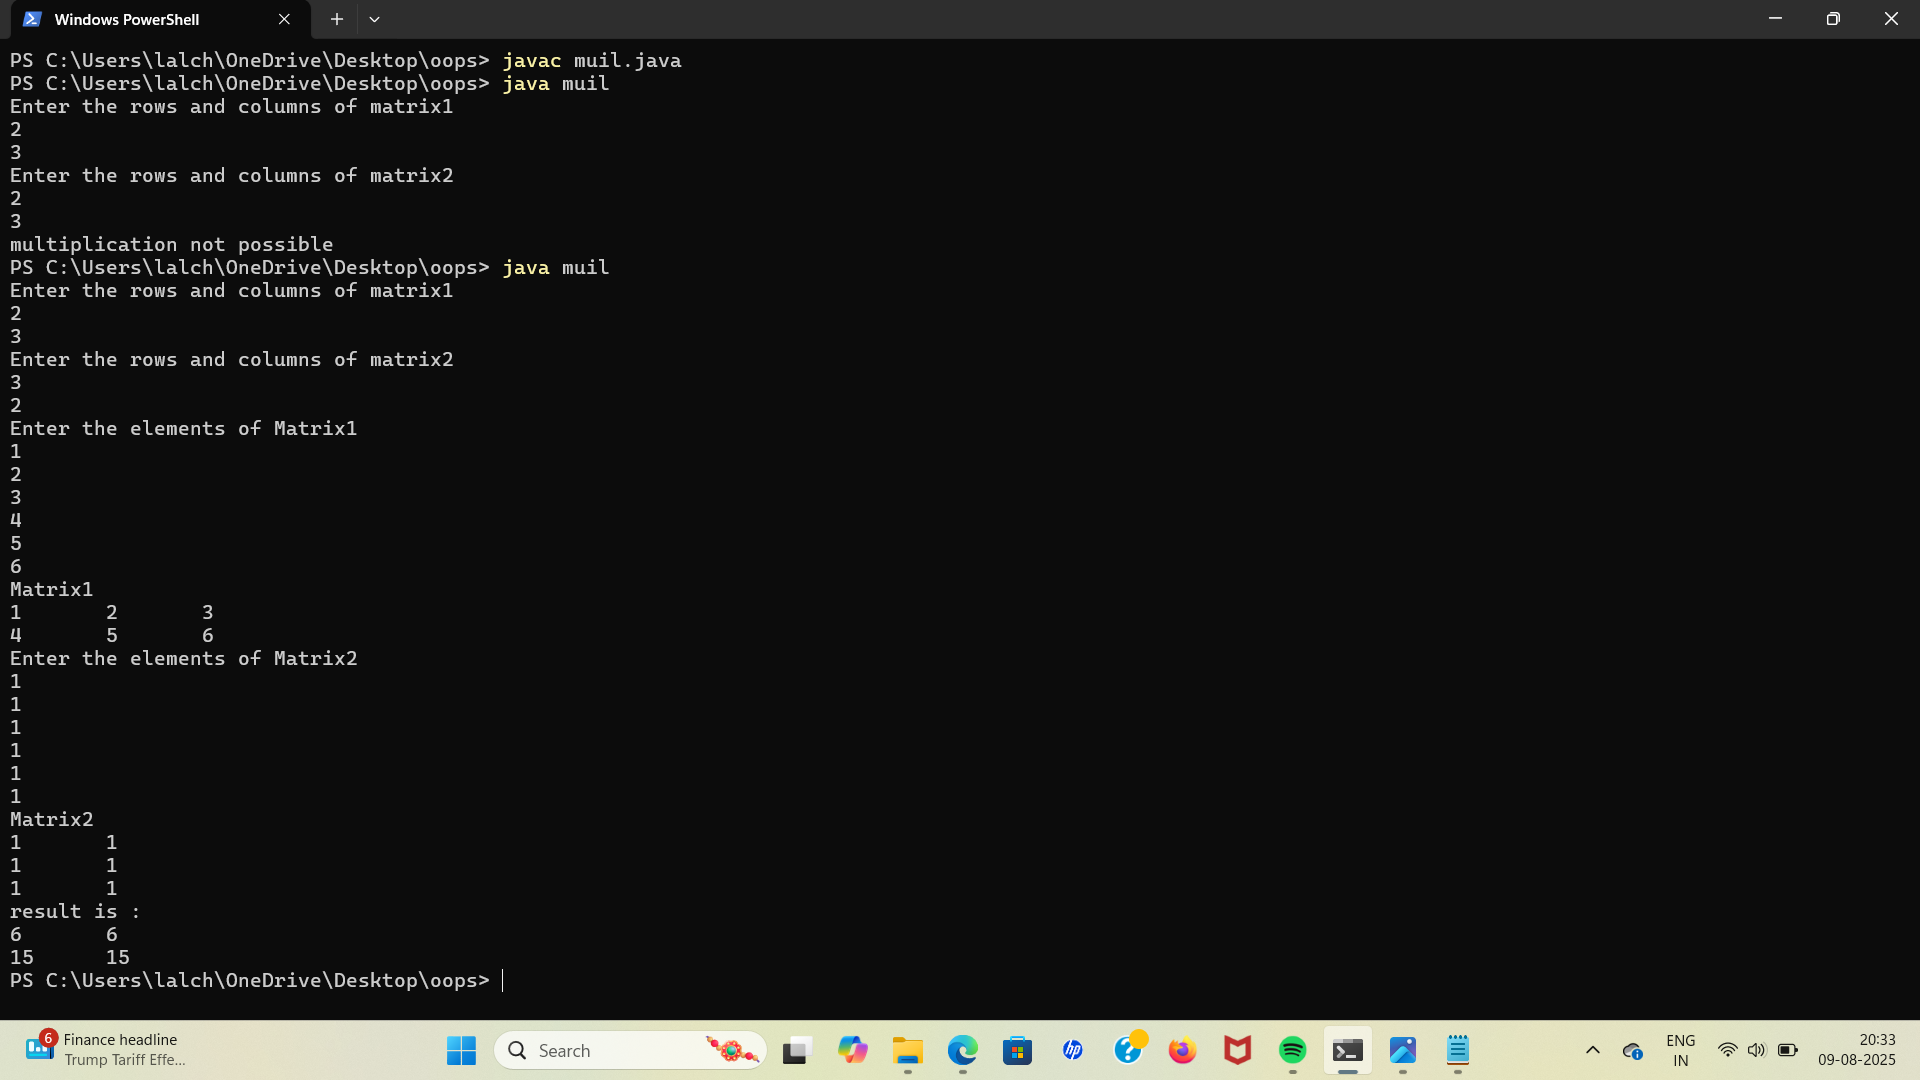 Windows PowerShell
PS C:\Users\lalch\OneDrive\Desktop\oops> javac muil.java
PS C:\Users\lalch\OneDrive\Desktop\oops> java muil
Enter the rows and columns of matrix1
2
3
Enter the rows and columns of matrix2
2
3
multiplication not possible
PS C:\Users\lalch\OneDrive\Desktop\oops> java muil
Enter the rows and columns of matrix1
2
3
Enter the rows and columns of matrix2
3
2
Enter the elements of Matrix1
1
2
3
4
5
6
Matrix1
1 2 3
4 5 6
Enter the elements of Matrix2
1
1
1
1
1
1
Matrix2
1 1
1 1
1 1
result is :
6 6
15 15
PS C:\Users\lalch\OneDrive\Desktop\oops>
6
Finance headline
Trump Tariff Effe...
Search
hp
ENG
IN
20:33
09-08-2025